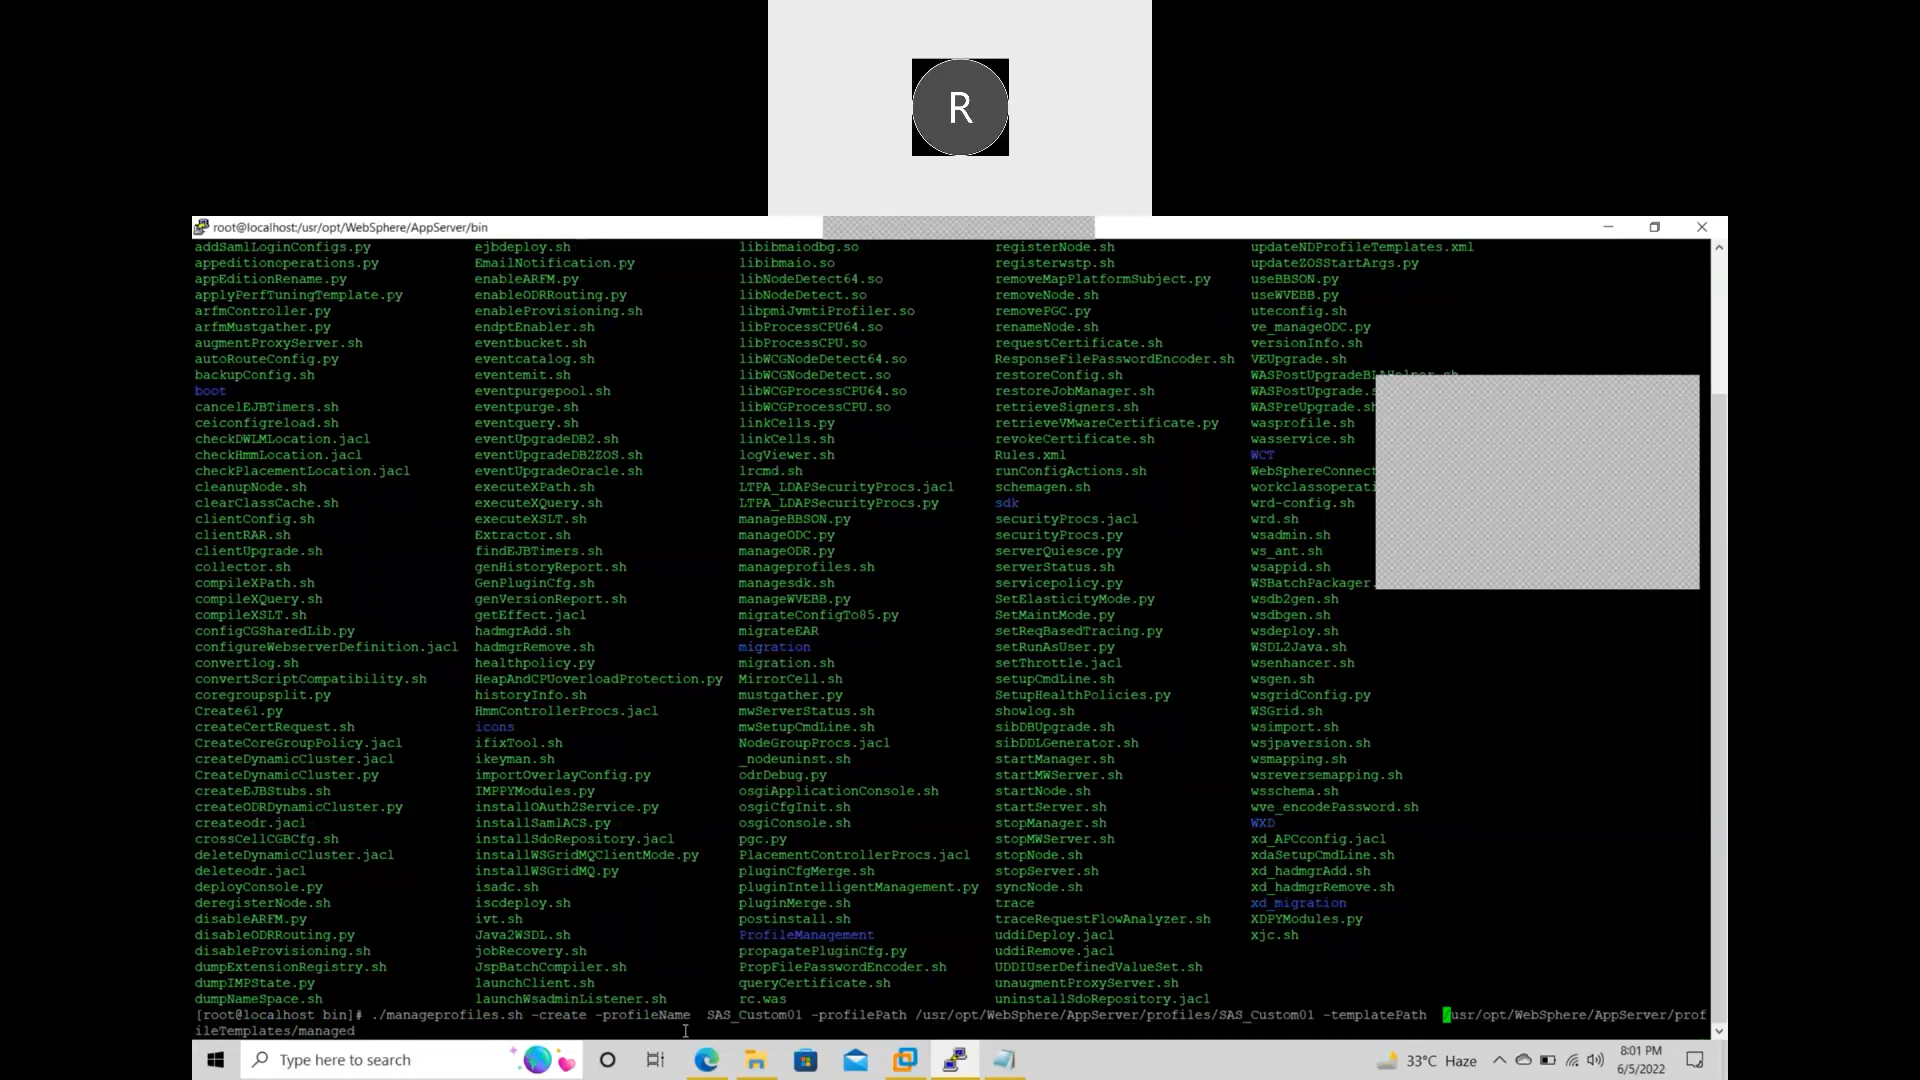 R
root@localhost:/usr/opt/WebSphere/AppServer/bin
addSamlLoginConfigs.py ejbdeploy.sh libibmaiodbg.so registerNode.sh updateNDProfileTemplates.xml
appeditionoperations.py EmailNotification.py libibmaio.so registerwstp.sh updateZOSStartArgs.py
appEditionRename.py enableARFM.py libNodeDetect64.so removeMapPlatformSubject.py useBBSON.py
applyPerfTuningTemplate.py enableODRRouting.py libNodeDetect.so removeNode.sh useWVEBB.py
arfmController.py enableProvisioning.sh libpmiJvmtiProfiler.so removePGC.py uteconfig.sh
arfmMustgather.py endptEnabler.sh libProcessCPU64.so renameNode.sh ve_manageODC.py
augmentProxyServer.sh eventbucket.sh libProcessCPU.so requestCertificate.sh versionInfo.sh
autoRouteConfig.py eventcatalog.sh libWCGNodeDetect64.so ResponseFilePasswordEncoder.sh VEUpgrade.sh
backupConfig.sh eventemit.sh libWCGNodeDetect.so restoreConfig.sh
boot eventpurgepool.sh libWCGProcessCPU64.so restoreJobManager.sh WASPostUpgrade.s
cancelEJBTimers.sh eventpurge.sh libWCGProcessCPU.so retrieveSigners.sh WASPreUpgrade.sh
ceiconfigreload.sh eventquery.sh linkCells.py retrieveVMwareCertificate.py wasprofile.sh
checkDWLMLocation.jacl eventUpgradeDB2.sh linkCells.sh revokeCertificate.sh wasservice.sh
checkHmmLocation.jacl eventUpgradeDB2ZOS.sh logViewer.sh Rules.xml WCT
checkPlacementLocation.jacl eventUpgradeOracle.sh lrcmd.sh runConfigActions.sh WebSphereConnect
cleanupNode.sh executeXPath.sh LTPA_LDAPSecurityProcs.jacl schemagen.sh workclassoperati
clearClassCache.sh executeXQuery.sh LTPA_LDAPSecurityProcs.py sdk wrd-config.sh
clientConfig.sh executeXSLT.sh manageBBSON.py securityProcs.jacl wrd.sh
clientRAR.sh Extractor.sh manageODC.py securityProcs.py wsadmin.sh
clientUpgrade.sh findEJBTimers.sh manageODR.py serverQuiesce.py ws_ant.sh
collector.sh genHistoryReport.sh manageprofiles.sh serverStatus.sh wsappid.sh
compileXPath.sh GenPluginCfg.sh managesdk.sh servicepolicy.py WSBatchPackager.
compileXQuery.sh genVersionReport.sh manageWVEBB.py SetElasticityMode.py wsdb2gen.sh
compileXSLT.sh getEffect.jacl migrateConfigTo85.py SetMaintMode.py wsdbgen.sh
configCGSharedLib.py hadmgrAdd.sh migrateEAR setReqBasedTracing.py wsdeploy.sh
configureWebserverDefinition.jacl hadmgrRemove.sh migration setRunAsUser.py WSDL2Java.sh
convertlog.sh healthpolicy.py migration.sh setThrottle.jacl wsenhancer.sh
convertScriptCompatibility.sh HeapAndCPUoverloadProtection.py MirrorCell.sh setupCmdLine.sh wsgen.sh
coregroupsplit.py historyInfo.sh mustgather.py SetupHealthPolicies.py wsgridConfig.py
Create61.py HmmControllerProcs.jacl mwServerStatus.sh showlog.sh WSGrid.sh
createCertRequest.sh icons mwSetupCmdLine.sh sibDBUpgrade.sh wsimport.sh
CreateCoreGroupPolicy.jacl ifixTool.sh NodeGroupProcs.jacl sibDDLGenerator.sh wsjpaversion.sh
createDynamicCluster.jacl ikeyman.sh _nodeuninst.sh startManager.sh wsmapping.sh
CreateDynamicCluster.py importOverlayConfig.py odrDebug.py startMWServer.sh wsreversemapping.sh
createEJBStubs.sh IMPPYModules.py osgiApplicationConsole.sh startNode.sh wsschema.sh
createODRDynamicCluster.py installOAuth2Service.py osgiCfgInit.sh startServer.sh wve_encodePassword.sh
createodr.jacl installSamlACS.py osgiConsole.sh stopManager.sh WXD
crossCellCGBCfg.sh installSdoRepository.jacl pgc.py stopMWServer.sh xd_APCconfig.jacl
deleteDynamicCluster.jacl installWSGridMQClientMode.py PlacementControllerProcs.jacl stopNode.sh xdaSetupCmdLine.sh
deleteodr.jacl installWSGridMQ.py pluginCfgMerge.sh stopServer.sh xd_hadmgrAdd.sh
deployConsole.py isadc.sh pluginIntelligentManagement.py syncNode.sh xd_hadmgrRemove.sh
deregisterNode.sh iscdeploy.sh pluginMerge.sh trace xd_migration
disableARFM.py ivt.sh postinstall.sh traceRequestFlowAnalyzer.sh XDPYModules.py
disableODRRouting.py Java2WSDL.sh ProfileManagement uddiDeploy.jacl xjc.sh
disableProvisioning.sh jobRecovery.sh propagatePluginCfg.py uddiRemove.jacl
dumpExtensionRegistry.sh JspBatchCompiler.sh PropFilePasswordEncoder.sh UDDIUserDefinedValueSet.sh
dumpIMPState.py launchClient.sh queryCertificate.sh unaugmentProxyServer.sh
dumpNameSpace.sh launchWsadminListener.sh rc.was uninstallSdoRepository.jacl
[root@localhost bin]# ./manageprofiles.sh -create -profileName SAS_Custom01 -profilePath /usr/opt/WebSphere/AppServer/profiles/SAS_Custom01 -templatePath /usr/opt/WebSphere/AppServer/prof
ileTemplates/managed
Type here to search
33°C Haze
8:01 PM
6/5/2022